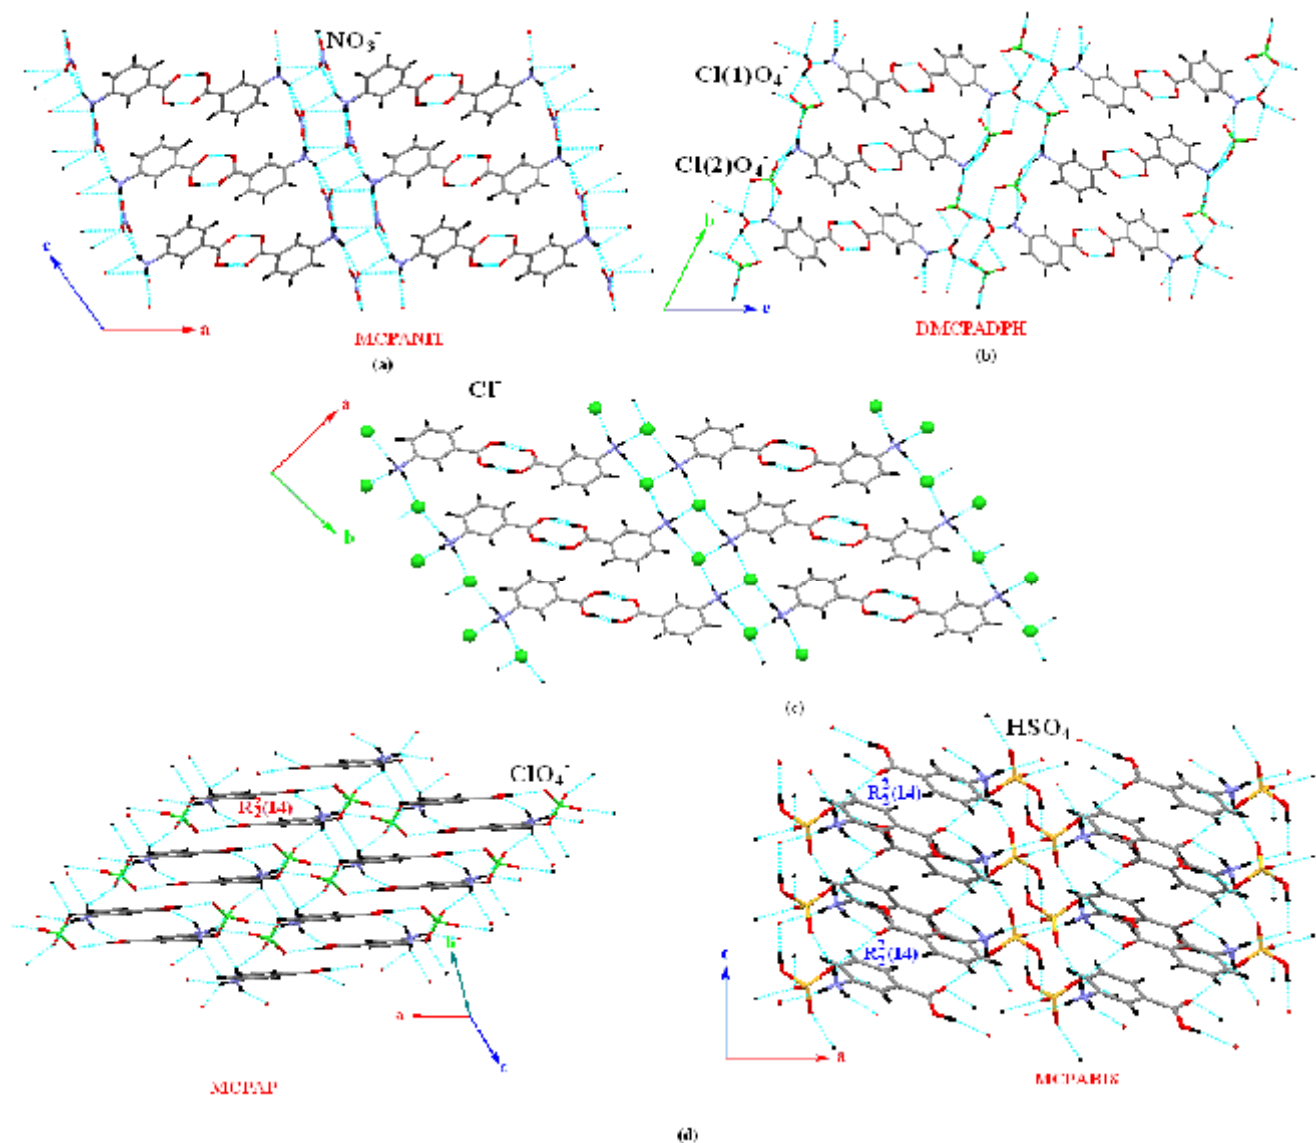 NO₃⁻
c
a
MCPANIT
(a)
Cl(1)O₄⁻
Cl(2)O₄⁻
b
c
DMCPADPH
(b)
Cl⁻
a
b
(c)
ClO₄⁻
R₂²(14)
a
b
c
MCPAP
HSO₄
R₂²(14)
R₂²(14)
c
a
MCPABIS
(d)